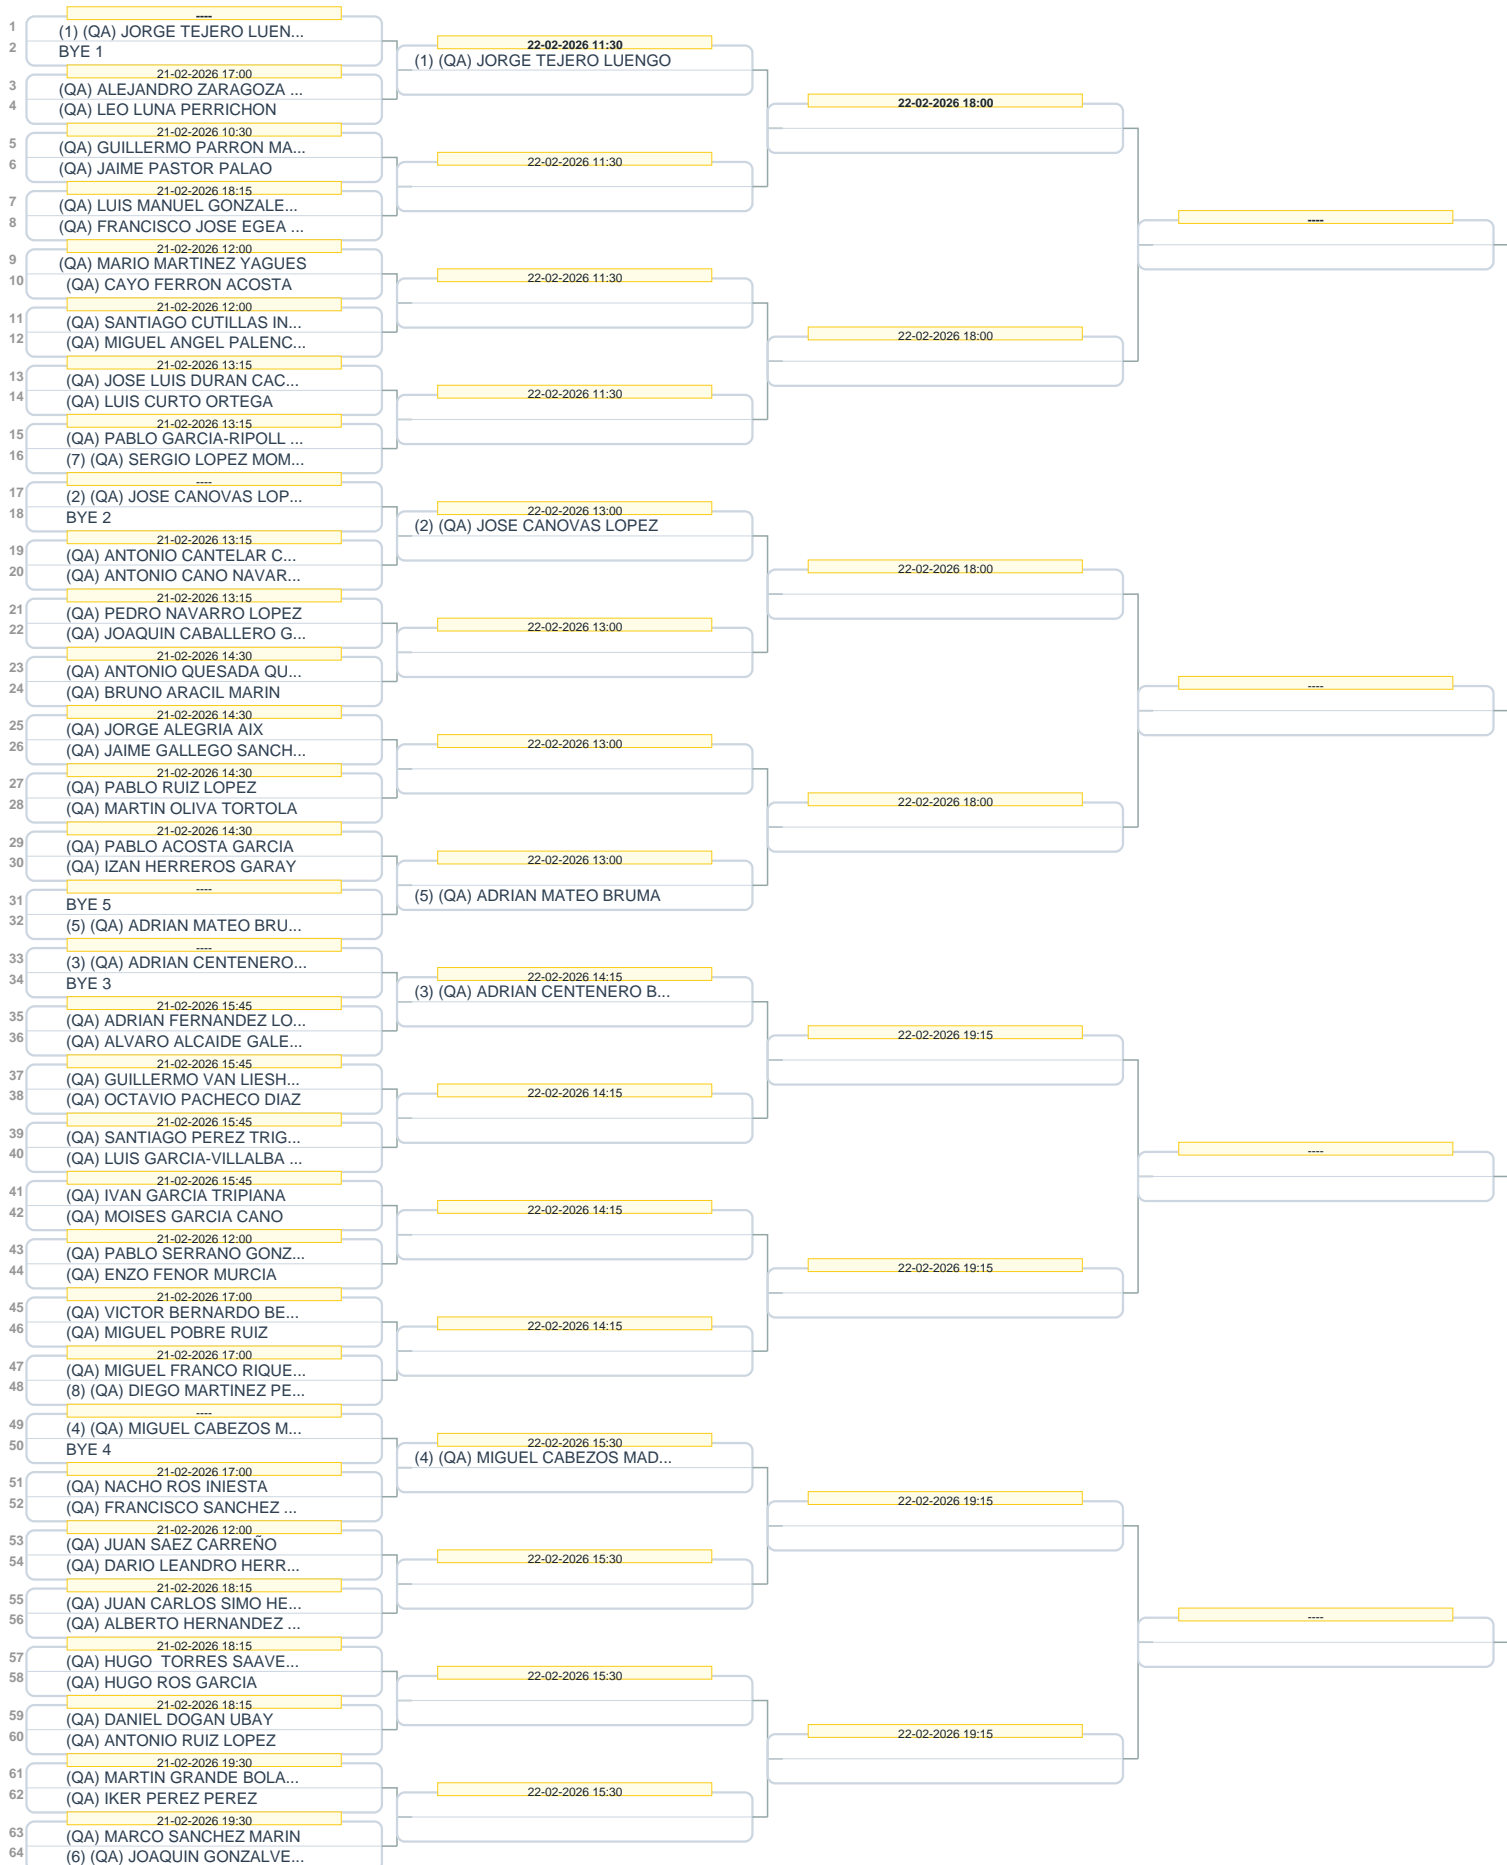 ----
1 (1) (QA) JORGE TEJERO LUEN...
2 BYE 1
21-02-2026 17:00
3 (QA) ALEJANDRO ZARAGOZA ...
4 (QA) LEO LUNA PERRICHON
21-02-2026 10:30
5 (QA) GUILLERMO PARRON MA...
6 (QA) JAIME PASTOR PALAO
21-02-2026 18:15
7 (QA) LUIS MANUEL GONZALE...
8 (QA) FRANCISCO JOSE EGEA ...
21-02-2026 12:00
9 (QA) MARIO MARTINEZ YAGUES
10 (QA) CAYO FERRON ACOSTA
21-02-2026 12:00
11 (QA) SANTIAGO CUTILLAS IN...
12 (QA) MIGUEL ANGEL PALENC...
21-02-2026 13:15
13 (QA) JOSE LUIS DURAN CAC...
14 (QA) LUIS CURTO ORTEGA
21-02-2026 13:15
15 (QA) PABLO GARCIA-RIPOLL ...
16 (7) (QA) SERGIO LOPEZ MOM...
----
17 (2) (QA) JOSE CANOVAS LOP...
18 BYE 2
21-02-2026 13:15
19 (QA) ANTONIO CANTELAR C...
20 (QA) ANTONIO CANO NAVAR...
21-02-2026 13:15
21 (QA) PEDRO NAVARRO LOPEZ
22 (QA) JOAQUIN CABALLERO G...
21-02-2026 14:30
23 (QA) ANTONIO QUESADA QU...
24 (QA) BRUNO ARACIL MARIN
21-02-2026 14:30
25 (QA) JORGE ALEGRIA AIX
26 (QA) JAIME GALLEGO SANCH...
21-02-2026 14:30
27 (QA) PABLO RUIZ LOPEZ
28 (QA) MARTIN OLIVA TORTOLA
21-02-2026 14:30
29 (QA) PABLO ACOSTA GARCIA
30 (QA) IZAN HERREROS GARAY
----
31 BYE 5
32 (5) (QA) ADRIAN MATEO BRU...
----
33 (3) (QA) ADRIAN CENTENERO...
34 BYE 3
21-02-2026 15:45
35 (QA) ADRIAN FERNANDEZ LO...
36 (QA) ALVARO ALCAIDE GALE...
21-02-2026 15:45
37 (QA) GUILLERMO VAN LIESH...
38 (QA) OCTAVIO PACHECO DIAZ
21-02-2026 15:45
39 (QA) SANTIAGO PEREZ TRIG...
40 (QA) LUIS GARCIA-VILLALBA ...
21-02-2026 15:45
41 (QA) IVAN GARCIA TRIPIANA
42 (QA) MOISES GARCIA CANO
21-02-2026 12:00
43 (QA) PABLO SERRANO GONZ...
44 (QA) ENZO FENOR MURCIA
21-02-2026 17:00
45 (QA) VICTOR BERNARDO BE...
46 (QA) MIGUEL POBRE RUIZ
21-02-2026 17:00
47 (QA) MIGUEL FRANCO RIQUE...
48 (8) (QA) DIEGO MARTINEZ PE...
----
49 (4) (QA) MIGUEL CABEZOS M...
50 BYE 4
21-02-2026 17:00
51 (QA) NACHO ROS INIESTA
52 (QA) FRANCISCO SANCHEZ ...
21-02-2026 12:00
53 (QA) JUAN SAEZ CARREÑO
54 (QA) DARIO LEANDRO HERR...
21-02-2026 18:15
55 (QA) JUAN CARLOS SIMO HE...
56 (QA) ALBERTO HERNANDEZ ...
21-02-2026 18:15
57 (QA) HUGO  TORRES SAAVE...
58 (QA) HUGO ROS GARCIA
21-02-2026 18:15
59 (QA) DANIEL DOGAN UBAY
60 (QA) ANTONIO RUIZ LOPEZ
21-02-2026 19:30
61 (QA) MARTIN GRANDE BOLA...
62 (QA) IKER PEREZ PEREZ
21-02-2026 19:30
63 (QA) MARCO SANCHEZ MARIN
64 (6) (QA) JOAQUIN GONZALVE...
22-02-2026 11:30
(1) (QA) JORGE TEJERO LUENGO
22-02-2026 11:30
22-02-2026 11:30
22-02-2026 11:30
22-02-2026 13:00
(2) (QA) JOSE CANOVAS LOPEZ
22-02-2026 13:00
22-02-2026 13:00
22-02-2026 13:00
(5) (QA) ADRIAN MATEO BRUMA
22-02-2026 14:15
(3) (QA) ADRIAN CENTENERO B...
22-02-2026 14:15
22-02-2026 14:15
22-02-2026 14:15
22-02-2026 15:30
(4) (QA) MIGUEL CABEZOS MAD...
22-02-2026 15:30
22-02-2026 15:30
22-02-2026 15:30
22-02-2026 18:00
22-02-2026 18:00
22-02-2026 18:00
22-02-2026 18:00
22-02-2026 19:15
22-02-2026 19:15
22-02-2026 19:15
22-02-2026 19:15
----
----
----
----